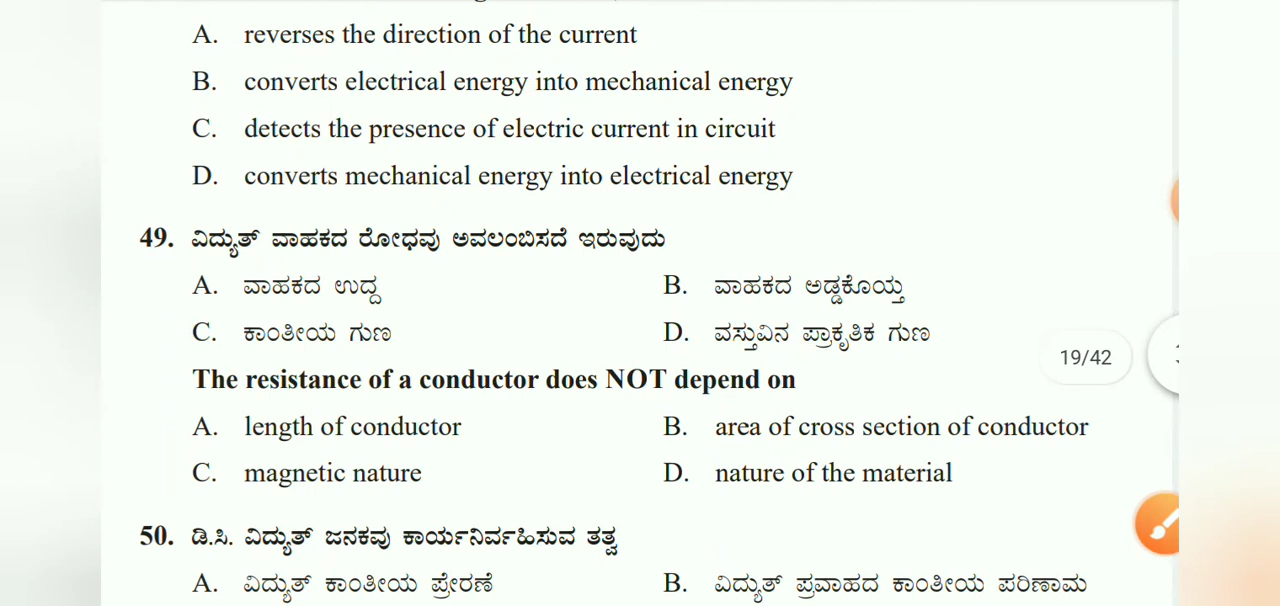 A. reverses the direction of the current
B. converts electrical energy into mechanical energy
C. detects the presence of electric current in circuit
D. converts mechanical energy into electrical energy
49. ವಿದ್ಯುತ್ ವಾಹಕದ ರೋಧವು ಅವಲಂಬಿಸದೆ ಇರುವುದು
A. ವಾಹಕದ ಉದ್ದ B. ವಾಹಕದ ಅಡ್ಡಕೊಯ್ತ
C. ಕಾಂತೀಯ ಗುಣ D. ವಸ್ತುವಿನ ಪ್ರಾಕೃತಿಕ ಗುಣ
19/42
The resistance of a conductor does NOT depend on
A. length of conductor B. area of cross section of conductor
C. magnetic nature D. nature of the material
50. ಡಿ.ಸಿ. ವಿದ್ಯುತ್ ಜನಕವು ಕಾರ್ಯನಿರ್ವಹಿಸುವ ತತ್ವ
A. ವಿದ್ಯುತ್ ಕಾಂತೀಯ ಪ್ರೇರಣೆ B. ವಿದ್ಯುತ್ ಪ್ರವಾಹದ ಕಾಂತೀಯ ಪರಿಣಾಮ